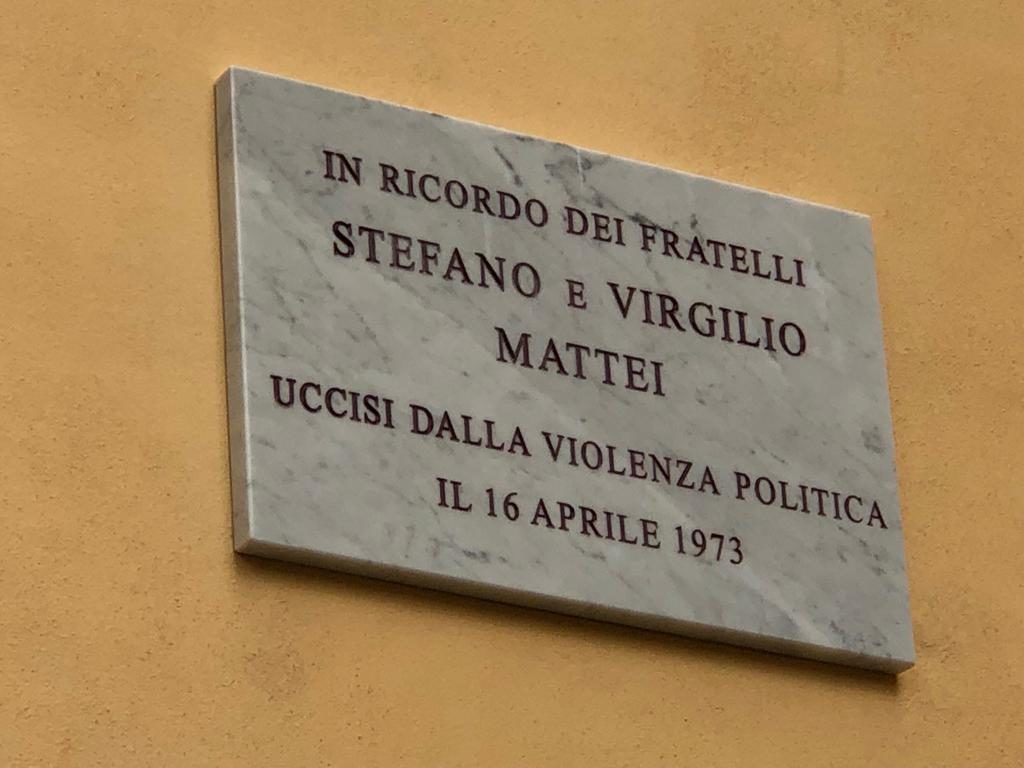 IN RICORDO DEI FRATELLI
STEFANO E VIRGILIO
MATTEI
UCCISI DALLA VIOLENZA POLITICA
IL 16 APRILE 1973